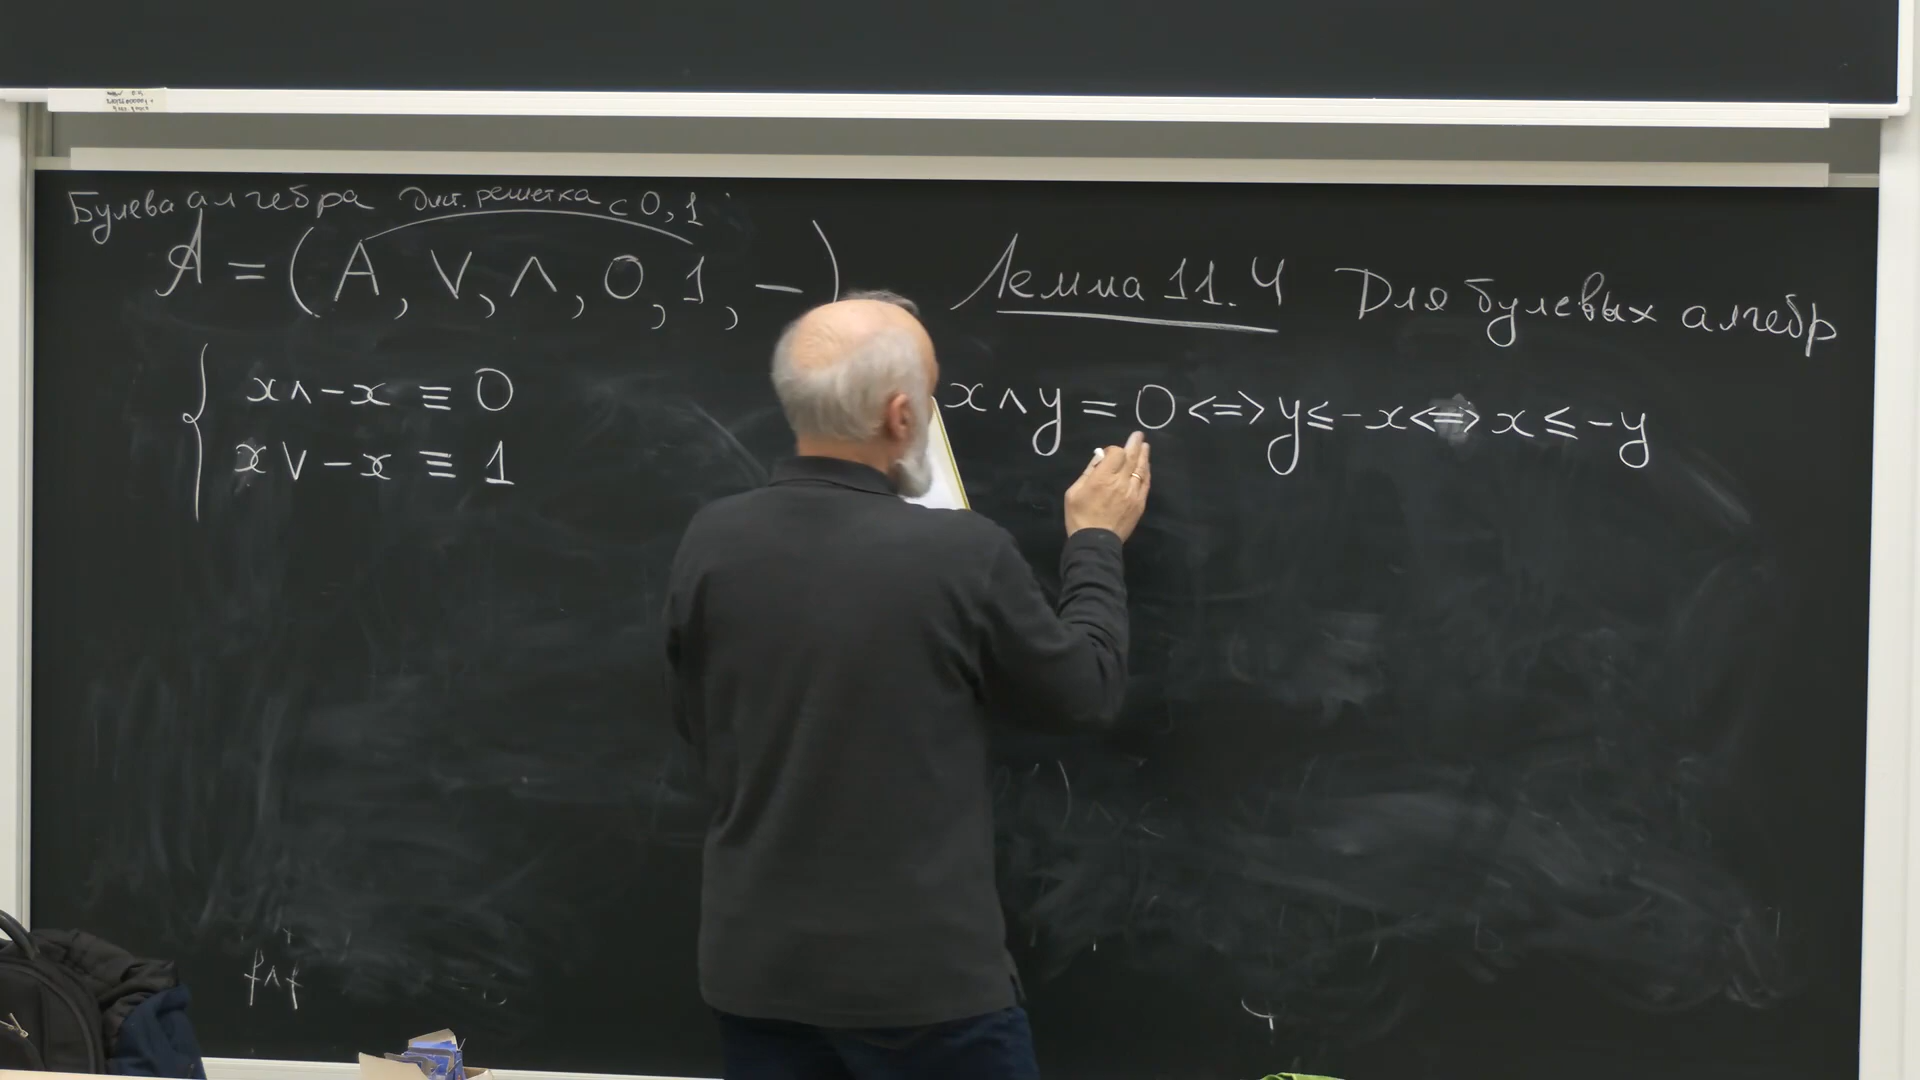 Булева алгебра дист. решетка с 0, 1
A = (A, ∨, ∧, 0, 1, −)
x ∧ −x ≡ 0
x ∨ −x ≡ 1
Лемма 11.4 Для булевых алгебр
x ∧ y = 0 <=> y ≤ −x <=> x ≤ −y
f ∧ f